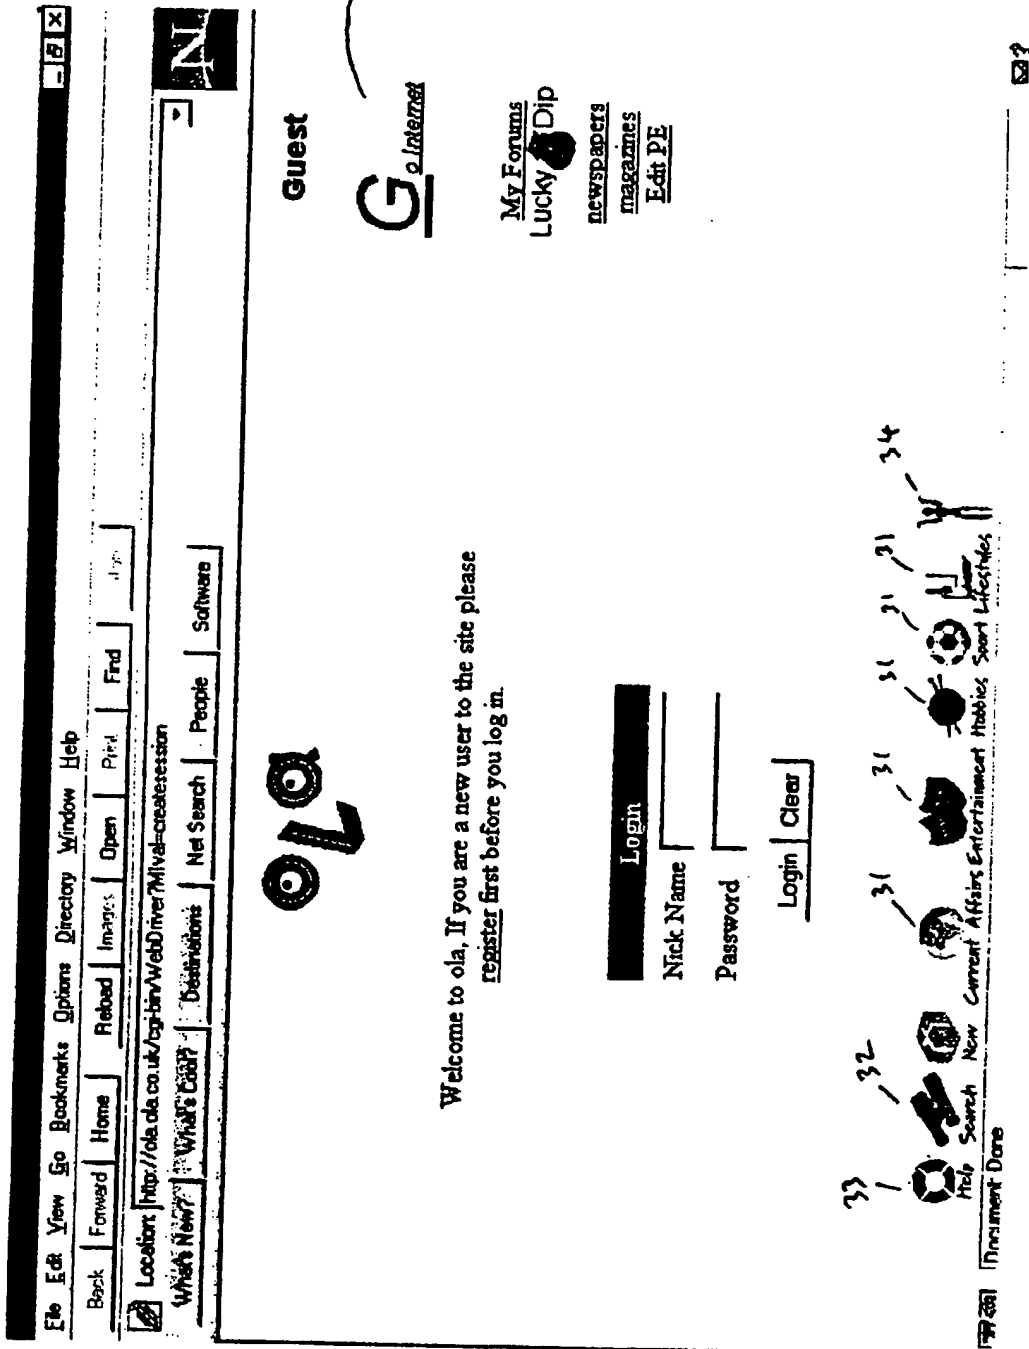 File Edit View Go Bookmarks Options Directory Window Help
Back Forward Home Reload Images Open Print Find
Location: http://ola.ola.co.uk/cgi-bin/WebDriver?MIval=createsession
What's New? What's Cool? Destinations Net Search People Software
N
ola
Guest
Go Internet
Welcome to ola, If you are a new user to the site please
register first before you log in.
My Forums
Lucky Dip
newspapers
magazines
Edit PE
Login
Nick Name
Password
Login Clear
33 32 31 31 31 31 31 34
Help Search New Current Affairs Entertainment Hobbies Sport Lifestyles
Document Done
?